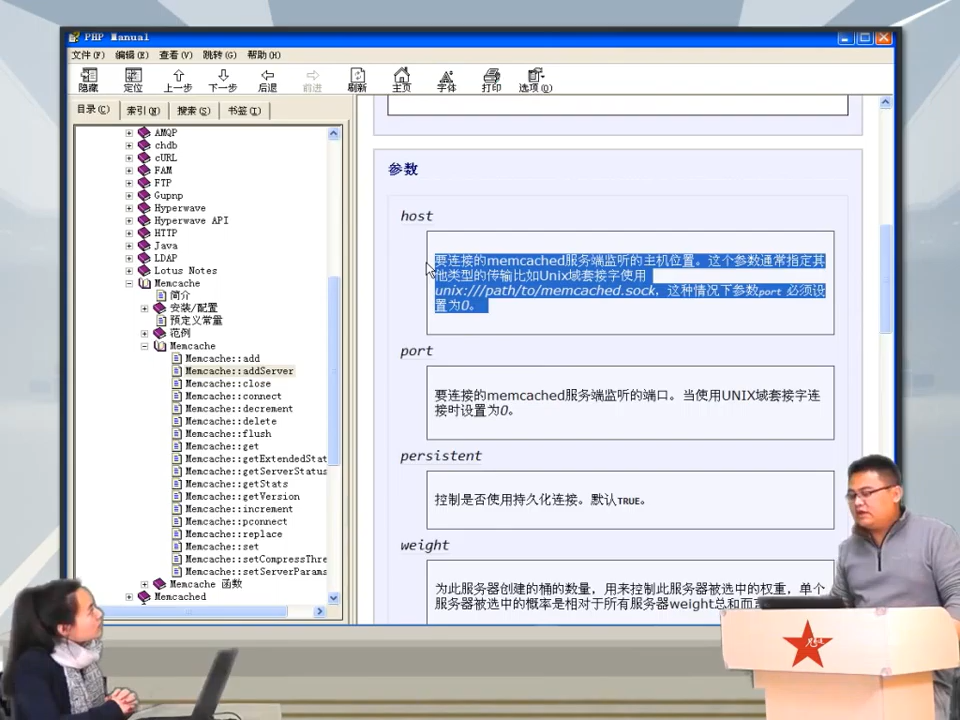 PHP Manual
文件(F) 编辑(E) 查看(V) 跳转(G) 帮助(H)
隐藏 定位 上一步 下一步 后退 前进 刷新 主页 字体 打印 选项(O)
目录(C) 索引(N) 搜索(S) 书签(I)
AMQP
chdb
cURL
FAM
FTP
Gupnp
Hyperwave
Hyperwave API
HTTP
Java
LDAP
Lotus Notes
Memcache
简介
安装/配置
预定义常量
范例
Memcache
Memcache::add
Memcache::addServer
Memcache::close
Memcache::connect
Memcache::decrement
Memcache::delete
Memcache::flush
Memcache::get
Memcache::getExtendedStat
Memcache::getServerStatus
Memcache::getStats
Memcache::getVersion
Memcache::increment
Memcache::pconnect
Memcache::replace
Memcache::set
Memcache::setCompressThre
Memcache::setServerParams
Memcache 函数
Memcached
参数
host
要连接的memcached服务端监听的主机位置。这个参数通常指定其
他类型的传输比如Unix域套接字使用
unix:///path/to/memcached.sock，这种情况下参数port 必须设
置为0。
port
要连接的memcached服务端监听的端口。当使用UNIX域套接字连
接时设置为0。
persistent
控制是否使用持久化连接。默认TRUE。
weight
为此服务器创建的桶的数量，用来控制此服务器被选中的权重，单个
服务器被选中的概率是相对于所有服务器weight总和而